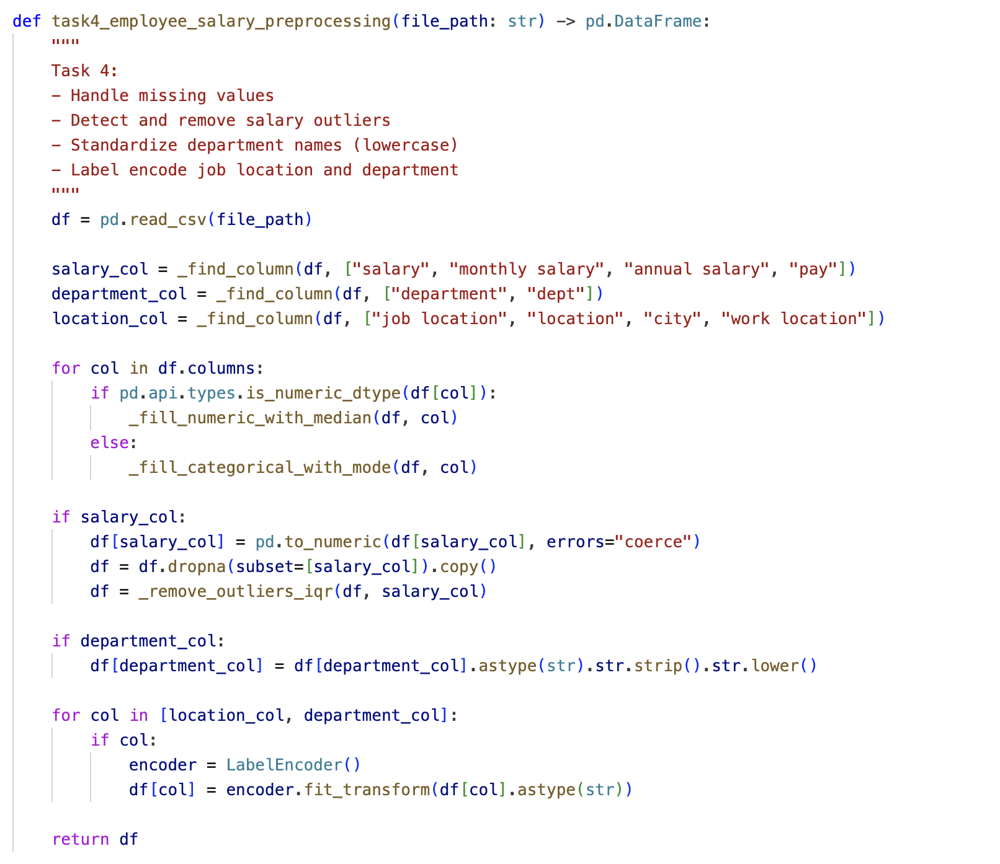 def task4_employee_salary_preprocessing(file_path: str) -> pd.DataFrame:
    """
    Task 4:
    - Handle missing values
    - Detect and remove salary outliers
    - Standardize department names (lowercase)
    - Label encode job location and department
    """
    df = pd.read_csv(file_path)

    salary_col = _find_column(df, ["salary", "monthly salary", "annual salary", "pay"])
    department_col = _find_column(df, ["department", "dept"])
    location_col = _find_column(df, ["job location", "location", "city", "work location"])

    for col in df.columns:
        if pd.api.types.is_numeric_dtype(df[col]):
            _fill_numeric_with_median(df, col)
        else:
            _fill_categorical_with_mode(df, col)

    if salary_col:
        df[salary_col] = pd.to_numeric(df[salary_col], errors="coerce")
        df = df.dropna(subset=[salary_col]).copy()
        df = _remove_outliers_iqr(df, salary_col)

    if department_col:
        df[department_col] = df[department_col].astype(str).str.strip().str.lower()

    for col in [location_col, department_col]:
        if col:
            encoder = LabelEncoder()
            df[col] = encoder.fit_transform(df[col].astype(str))

    return df